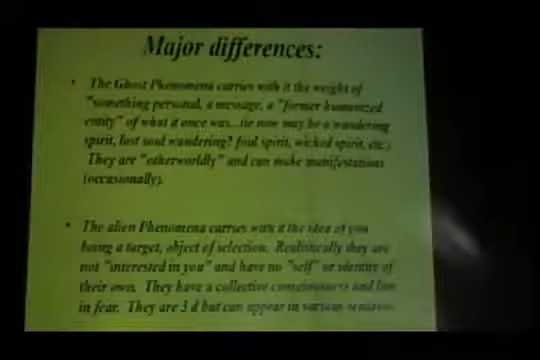 Major differences:
• The Ghost Phenomena carries with it the weight of
"something personal, a message, a "former humanized
entity" of what it once was... now may be a wandering
spirit, lost soul wandering? foul spirit, wicked spirit, etc.)
They are "otherworldly" and can make manifestations
(occasionally).
• The alien Phenomena carries with it the idea of you
being a target, object of selection. Realistically they are
not "interested in you" and have no "self" or identity of
their own. They have a collective consciousness and live
in fear. They are 3 d but can appear in various